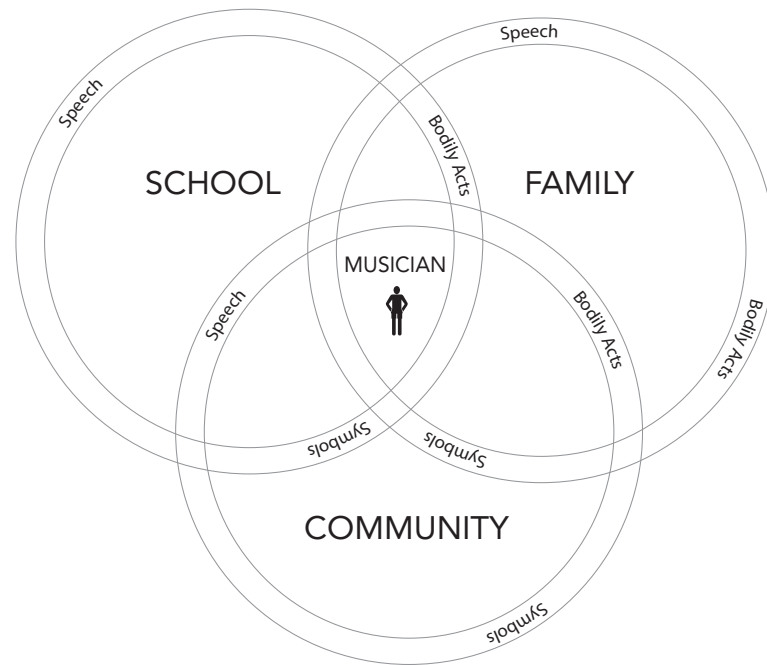 Speech
Speech
Bodily Acts
SCHOOL
FAMILY
MUSICIAN
Speech
Bodily Acts
Bodily Acts
Symbols
Symbols
COMMUNITY
Symbols